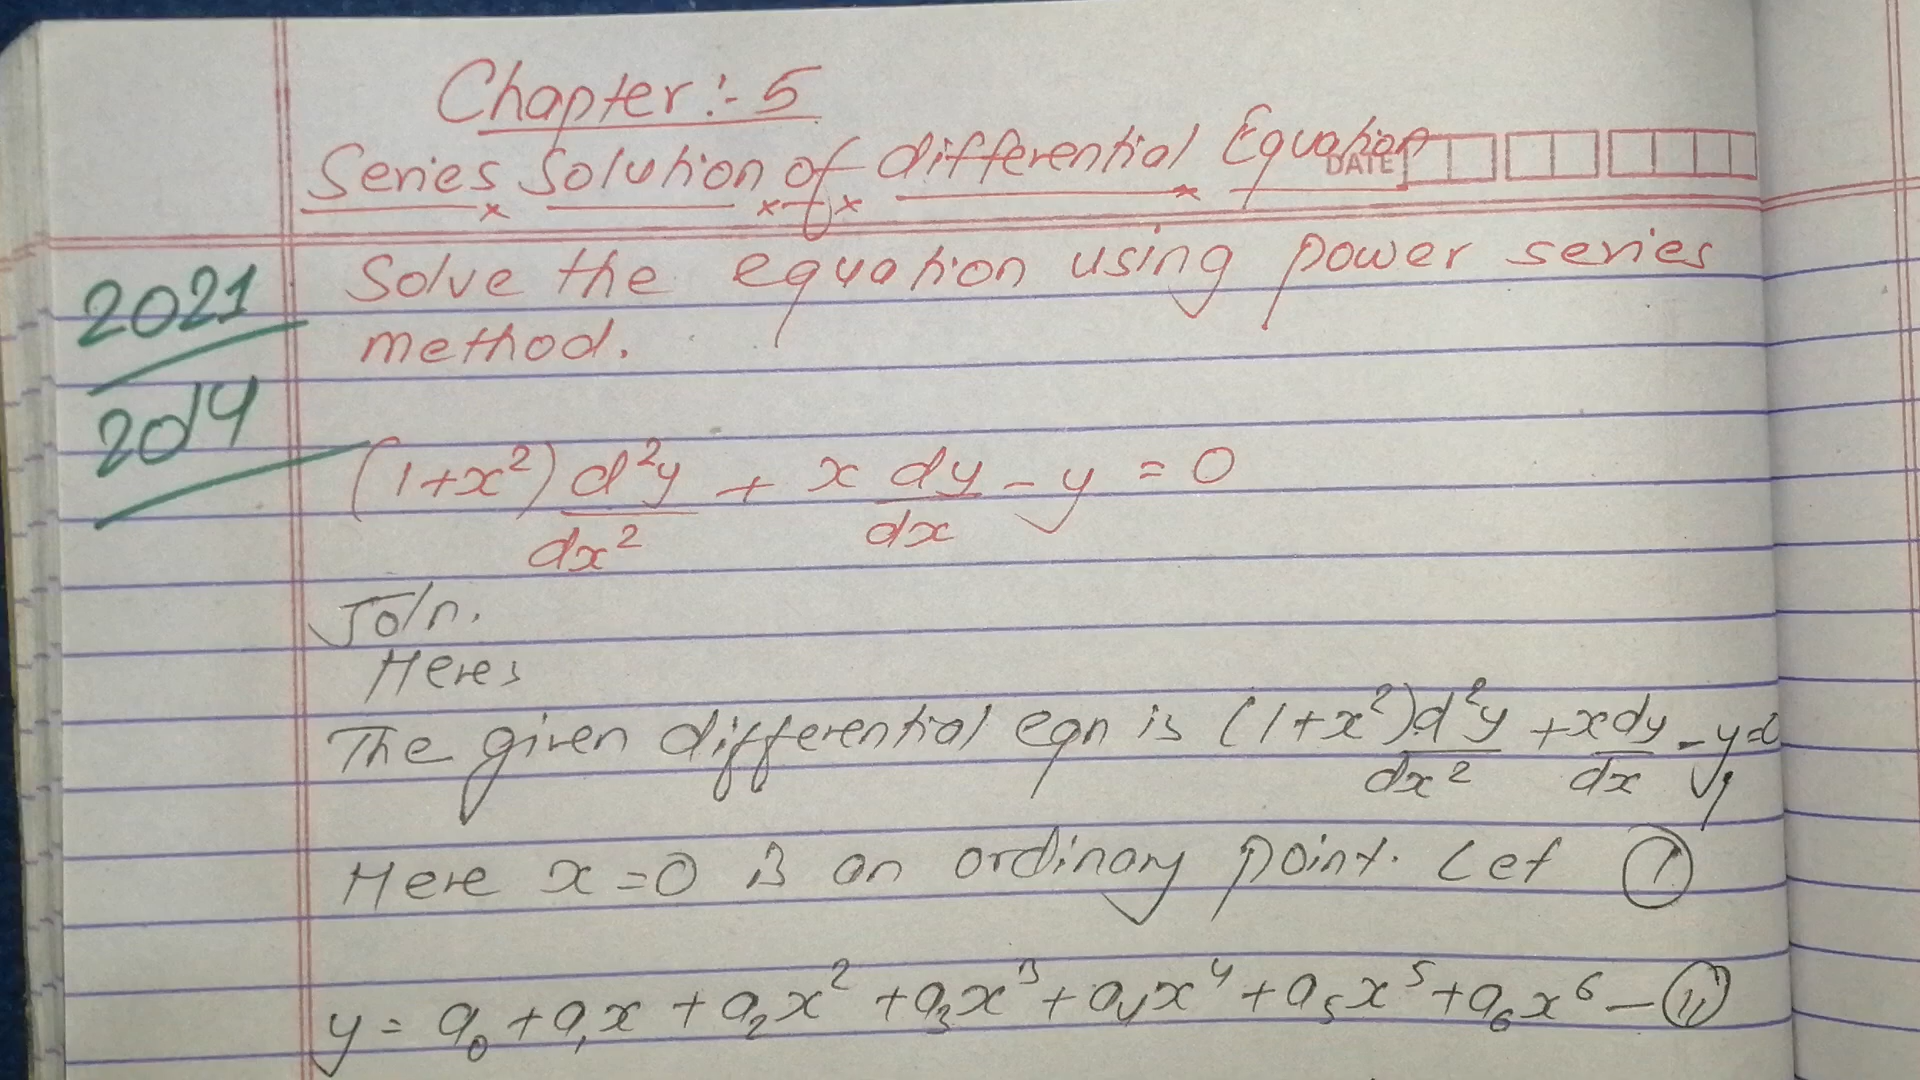 Chapter :- 5
Series Solution of differential Equation
DATE
2021
Solve the equation using power series
method.
2014
(1+x²) d²y/dx² + x dy/dx - y = 0
Soln.
Here,
The given differential eqn is (1+x²) d²y/dx² + x dy/dx - y=0
Here x=0 is an ordinary point. Let (I)
y = a₀ + a₁x + a₂x² + a₃x³ + a₄x⁴ + a₅x⁵ + a₆x⁶ — (II)